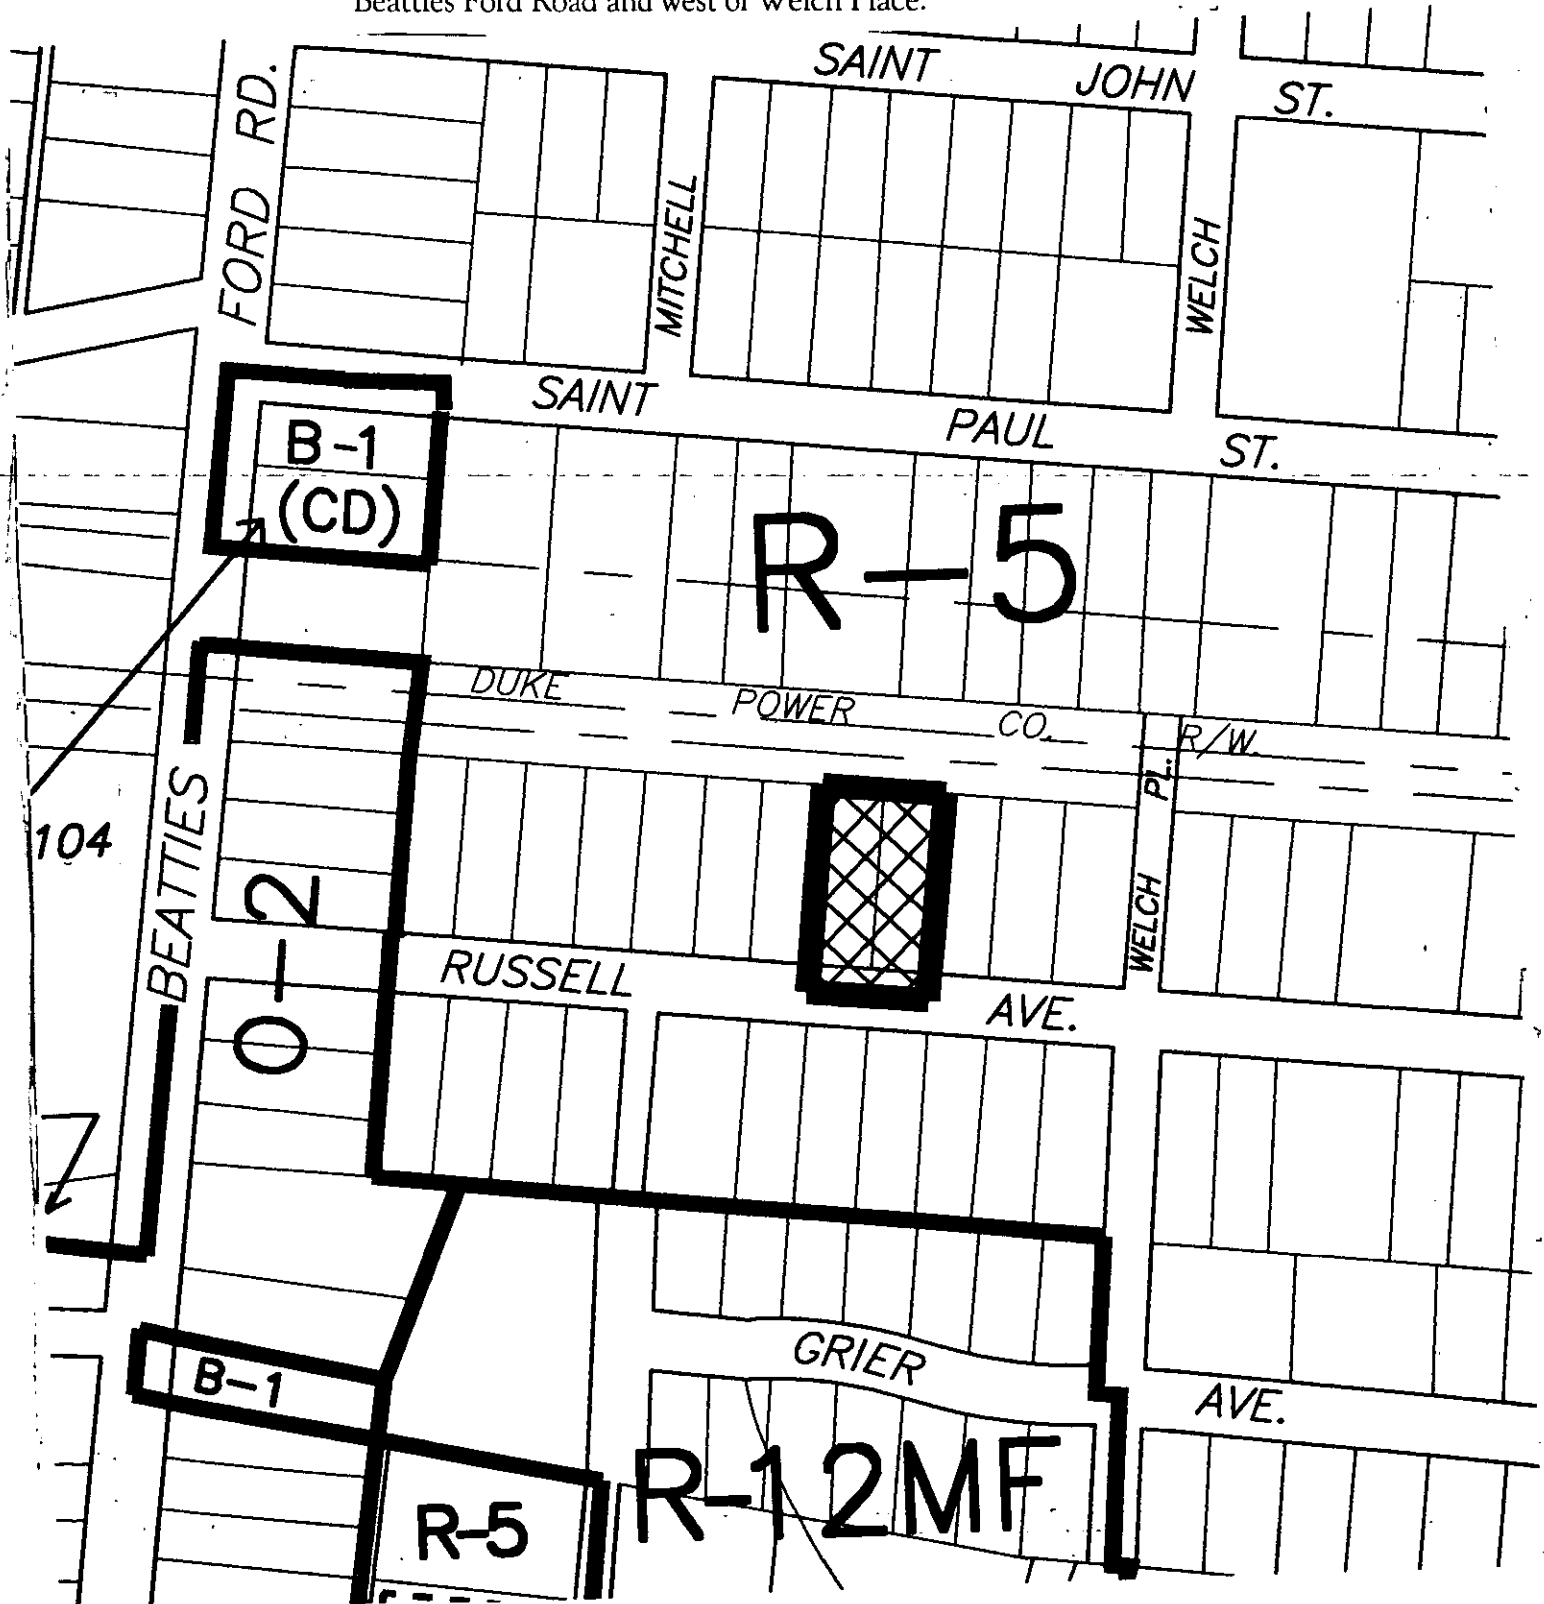 Beatties Ford Road and west of Welch Place.
SAINT JOHN ST.
FORD RD.
MITCHELL
WELCH
SAINT PAUL ST.
B-1
(CD)
R-5
DUKE POWER CO. R/W.
WELCH PL.
104
BEATTIES
O-2
RUSSELL AVE.
GRIER AVE.
B-1
R-12MF
R-5